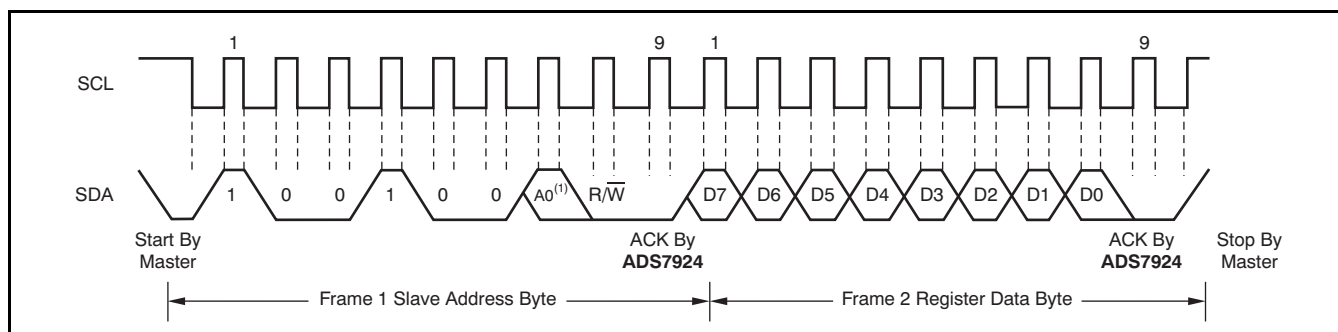 1 9 1 9
SCL
SDA
1 0 0 1 0 0 A0(1) R/W D7 D6 D5 D4 D3 D2 D1 D0
Start By
Master
ACK By
ADS7924
ACK By
ADS7924
Stop By
Master
Frame 1 Slave Address Byte
Frame 2 Register Data Byte